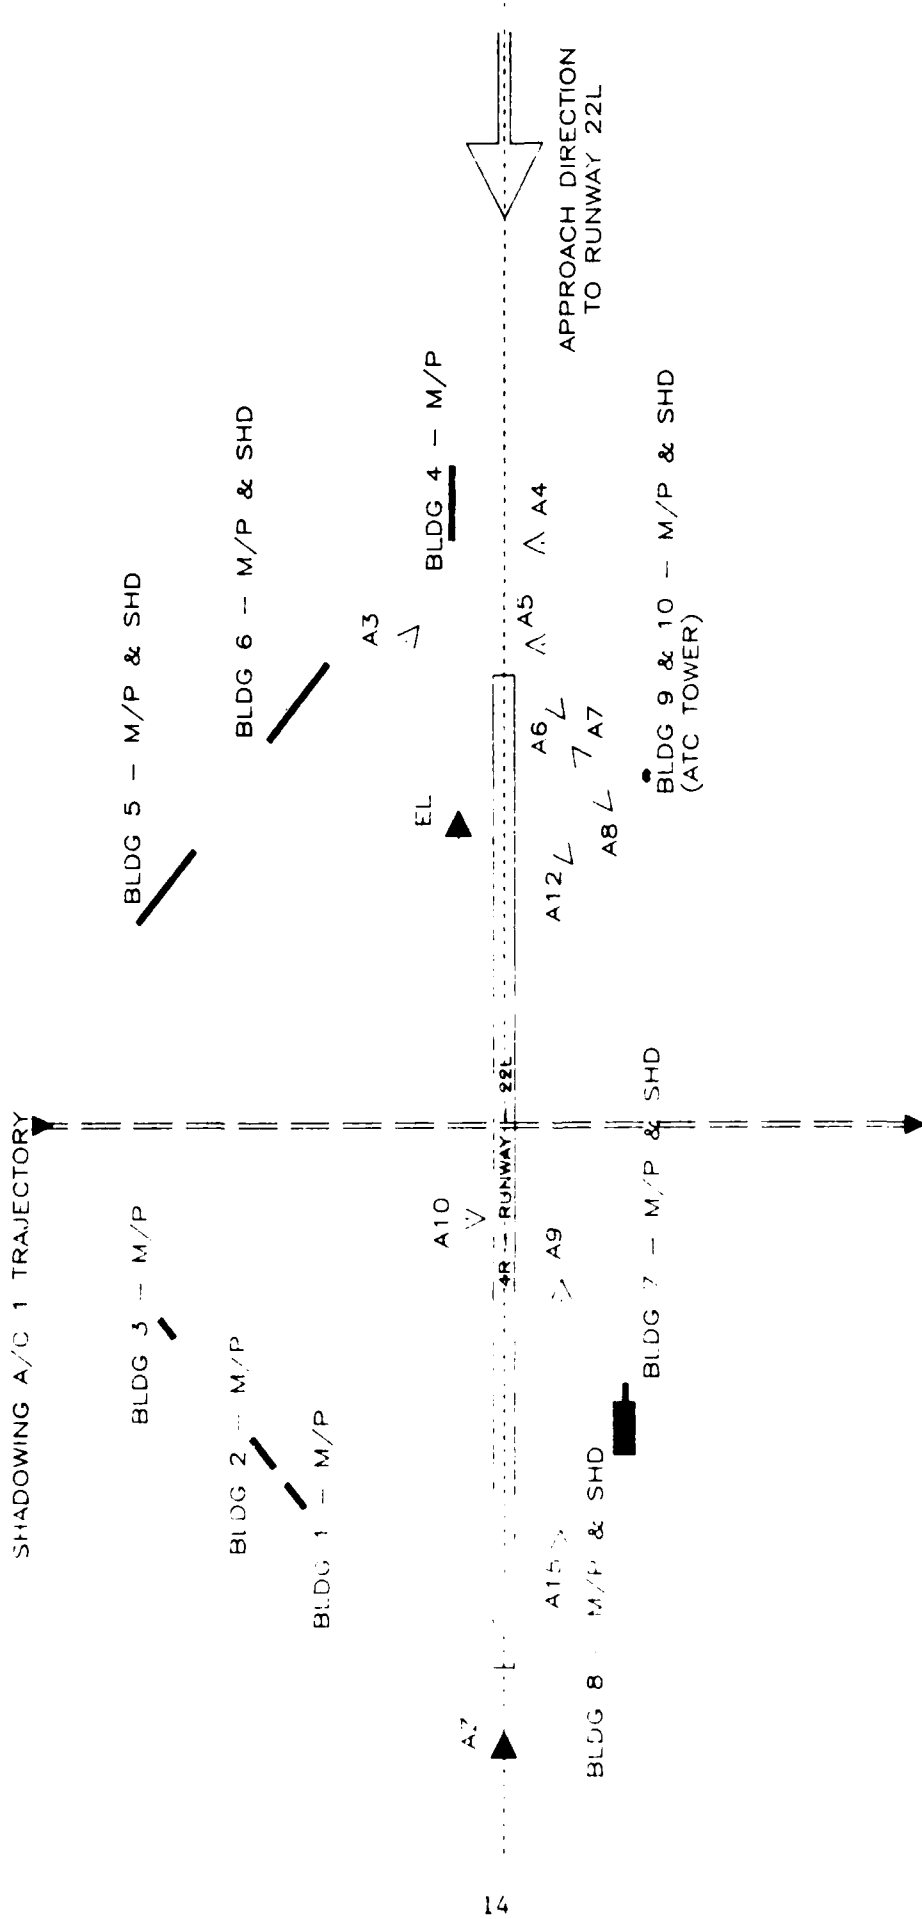 SHADOWING A/C 1 TRAJECTORY
BLDG 3 — M/P
BLDG 2 — M/P
BLDG 1 — M/P
BLDG 5 — M/P & SHD
BLDG 6 — M/P & SHD
A3
BLDG 4 — M/P
EL
A10
AZ
4R — RUNWAY — 22L
A4
A5
A6
A7
A8
A12
A9
A15
APPROACH DIRECTION
TO RUNWAY 22L
BLDG 9 & 10 — M/P & SHD
(ATC TOWER)
BLDG 7 — M/P & SHD
BLDG 8 — M/P & SHD
14